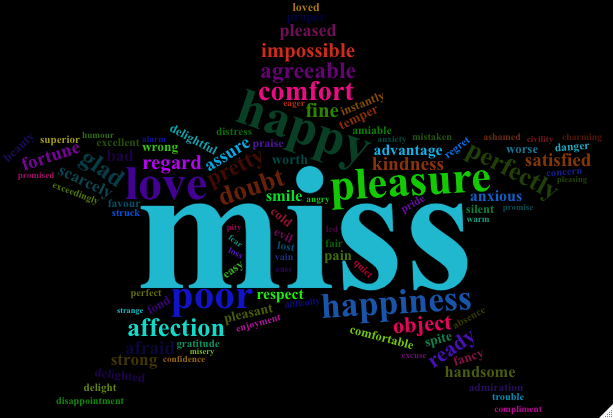 loved
proper
pleased
impossible
agreeable
comfort
eager
instantly
fine
temper
happy
amiable
distress
delightful
humour
alarm
anxiety
mistaken
ashamed
civility
charming
beauty
superior
excellent
wrong
praise
assure
advantage
regret
worse
danger
fortune
glad
bad
regard
pretty
worth
kindness
perfectly
satisfied
concern
pleasing
promised
scarcely
love
doubt
smile
angry
pleasure
anxious
exceedingly
favour
struck
pride
silent
promise
warm
miss
cold
pity
evil
led
fair
fear
lost
joy
vain
pain
easy
ease
quiet
perfect
fond
poor
respect
difficulty
happiness
strange
affection
pleasant
enjoyment
object
absence
comfortable
spite
ready
gratitude
afraid
misery
strong
confidence
excuse
fancy
handsome
delighted
delight
admiration
trouble
disappointment
compliment